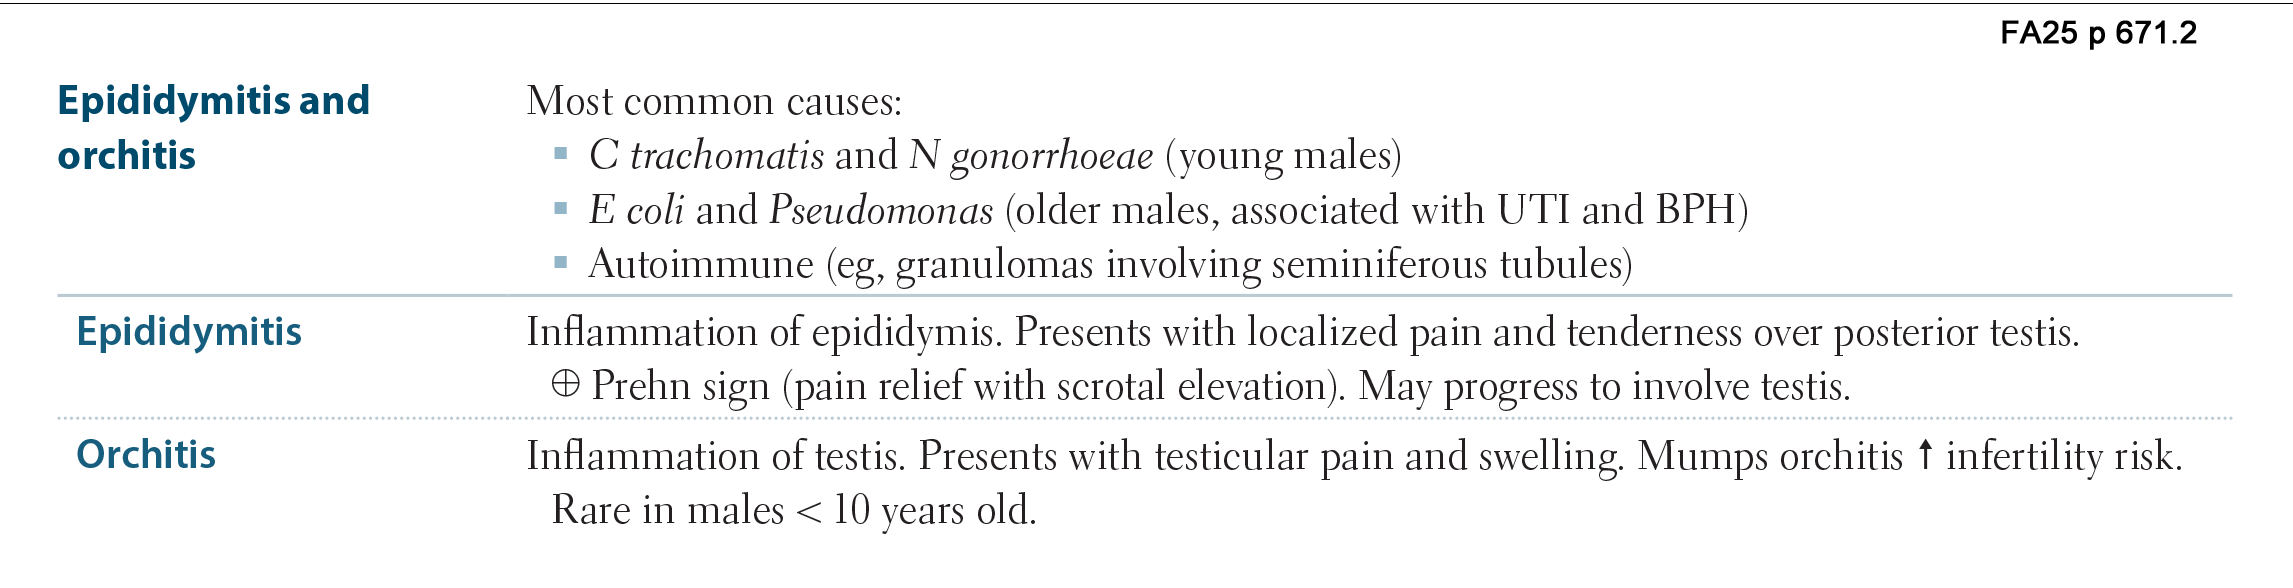 FA25 p 671.2
Epididymitis and
orchitis
Most common causes:
▪ C trachomatis and N gonorrhoeae (young males)
▪ E coli and Pseudomonas (older males, associated with UTI and BPH)
▪ Autoimmune (eg, granulomas involving seminiferous tubules)
Epididymitis
Inflammation of epididymis. Presents with localized pain and tenderness over posterior testis.
⊕ Prehn sign (pain relief with scrotal elevation). May progress to involve testis.
Orchitis
Inflammation of testis. Presents with testicular pain and swelling. Mumps orchitis ↑ infertility risk.
Rare in males < 10 years old.